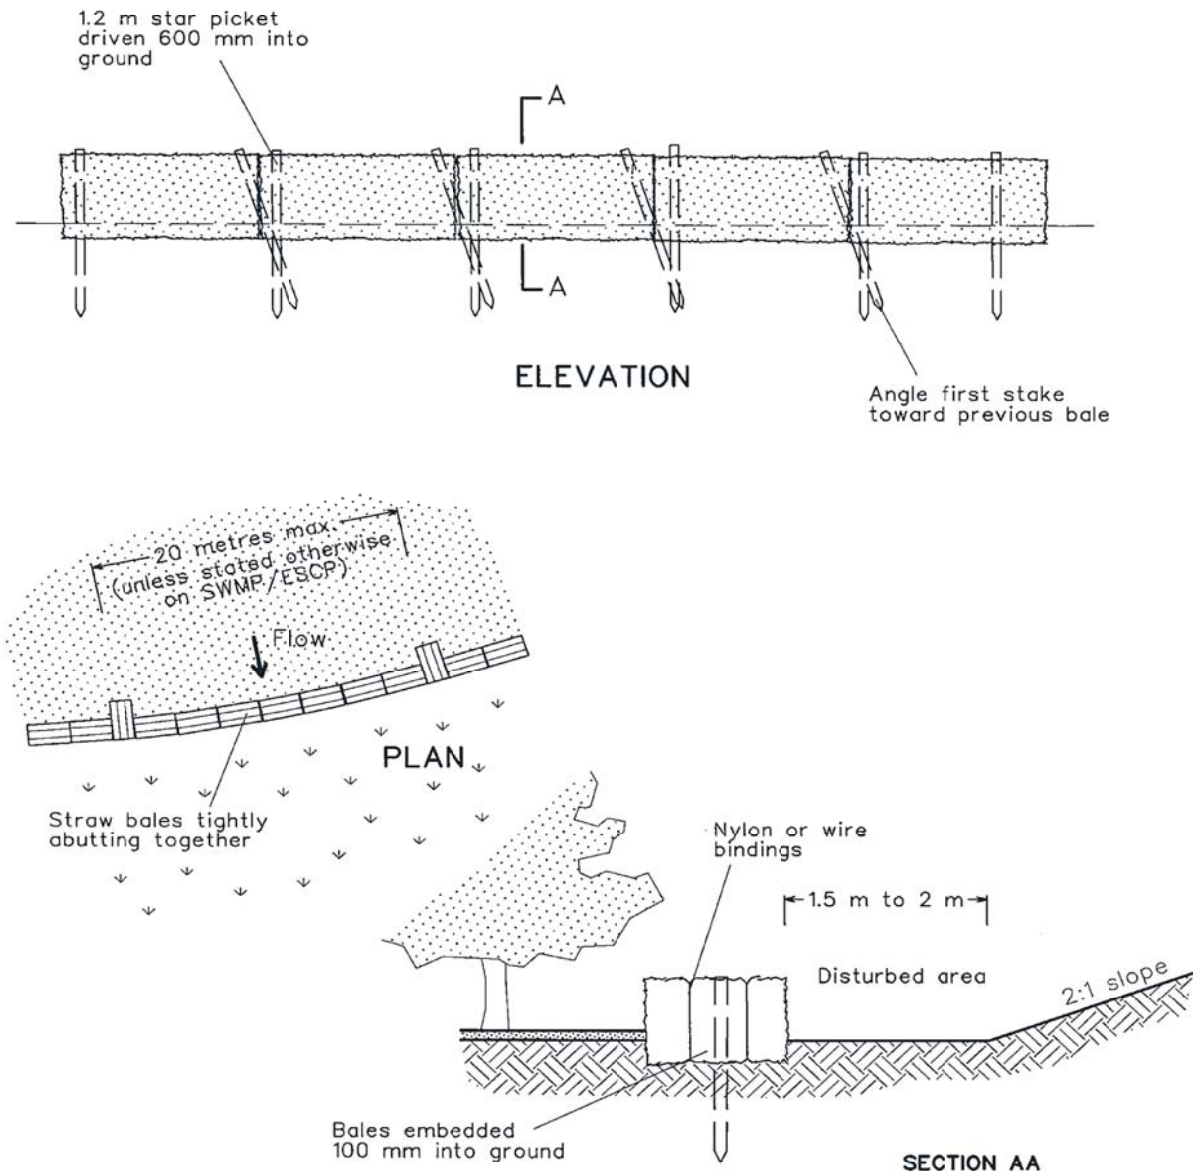 1.2 m star picket
driven 600 mm into
ground
A
A
ELEVATION
Angle first stake
toward previous bale
20 metres max.
(unless stated otherwise
on SWMP/ESCP)
Flow
PLAN
Straw bales tightly
abutting together
Nylon or wire
bindings
1.5 m to 2 m
Disturbed area
2:1 slope
Bales embedded
100 mm into ground
SECTION AA